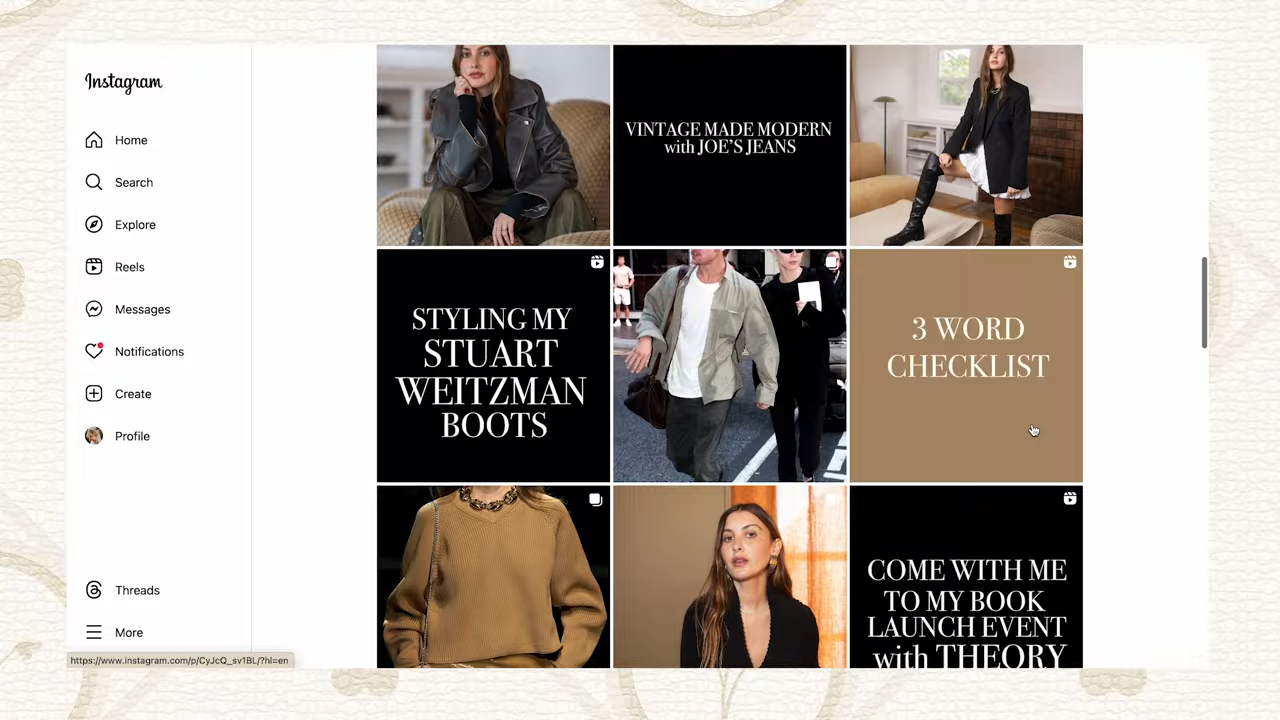 Instagram
Home
Search
Explore
Reels
Messages
Notifications
Create
Profile
Threads
More
VINTAGE MADE MODERN
with JOE'S JEANS
STYLING MY
STUART
WEITZMAN
BOOTS
3 WORD
CHECKLIST
COME WITH ME
TO MY BOOK
LAUNCH EVENT
with THEORY
https://www.instagram.com/p/CyJcQ_sv1BL/?hl=en